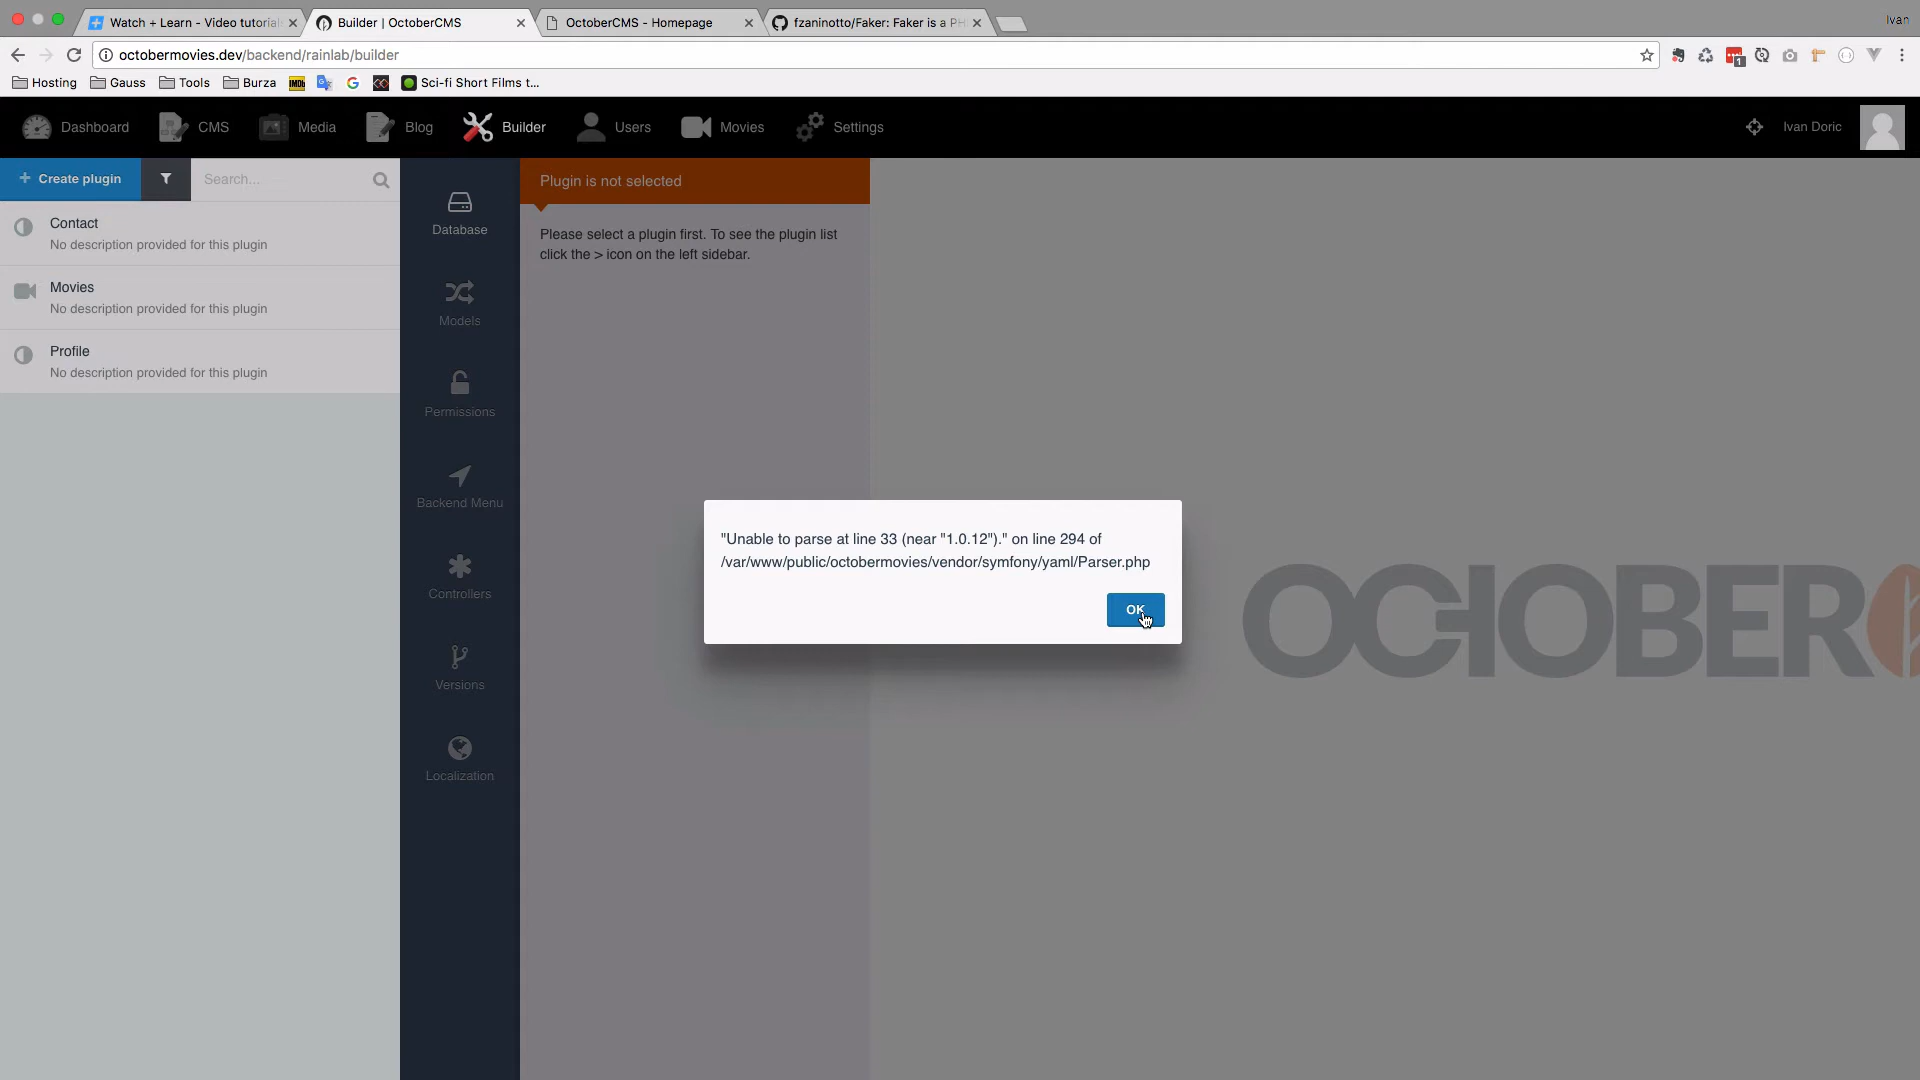 Watch + Learn - Video tutorial
Builder | OctoberCMS
OctoberCMS - Homepage
fzaninotto/Faker: Faker is a PH
Ivan
octobermovies.dev/backend/rainlab/builder
1
Hosting
Gauss
Tools
Burza
IMDb
Sci-fi Short Films t...
Dashboard
CMS
Media
Blog
Builder
Users
Movies
Settings
Ivan Doric
+ Create plugin
Search...
Contact
No description provided for this plugin
Movies
No description provided for this plugin
Profile
No description provided for this plugin
Database
Models
Permissions
Backend Menu
Controllers
Versions
Localization
Plugin is not selected
Please select a plugin first. To see the plugin list
click the > icon on the left sidebar.
"Unable to parse at line 33 (near "1.0.12")." on line 294 of
/var/www/public/octobermovies/vendor/symfony/yaml/Parser.php
OK
OCTOBER